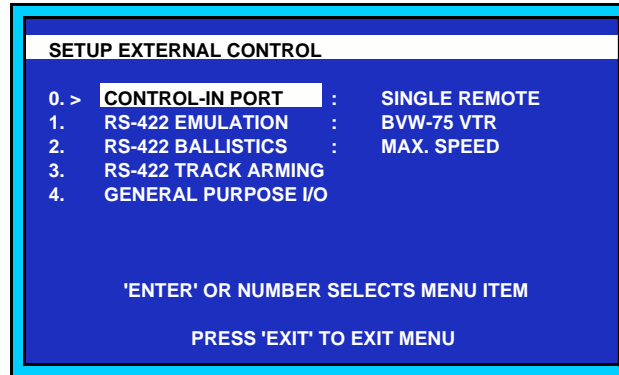 SETUP EXTERNAL CONTROL
0. > CONTROL-IN PORT : SINGLE REMOTE
1. RS-422 EMULATION : BVW-75 VTR
2. RS-422 BALLISTICS : MAX. SPEED
3. RS-422 TRACK ARMING
4. GENERAL PURPOSE I/O
'ENTER' OR NUMBER SELECTS MENU ITEM
PRESS 'EXIT' TO EXIT MENU